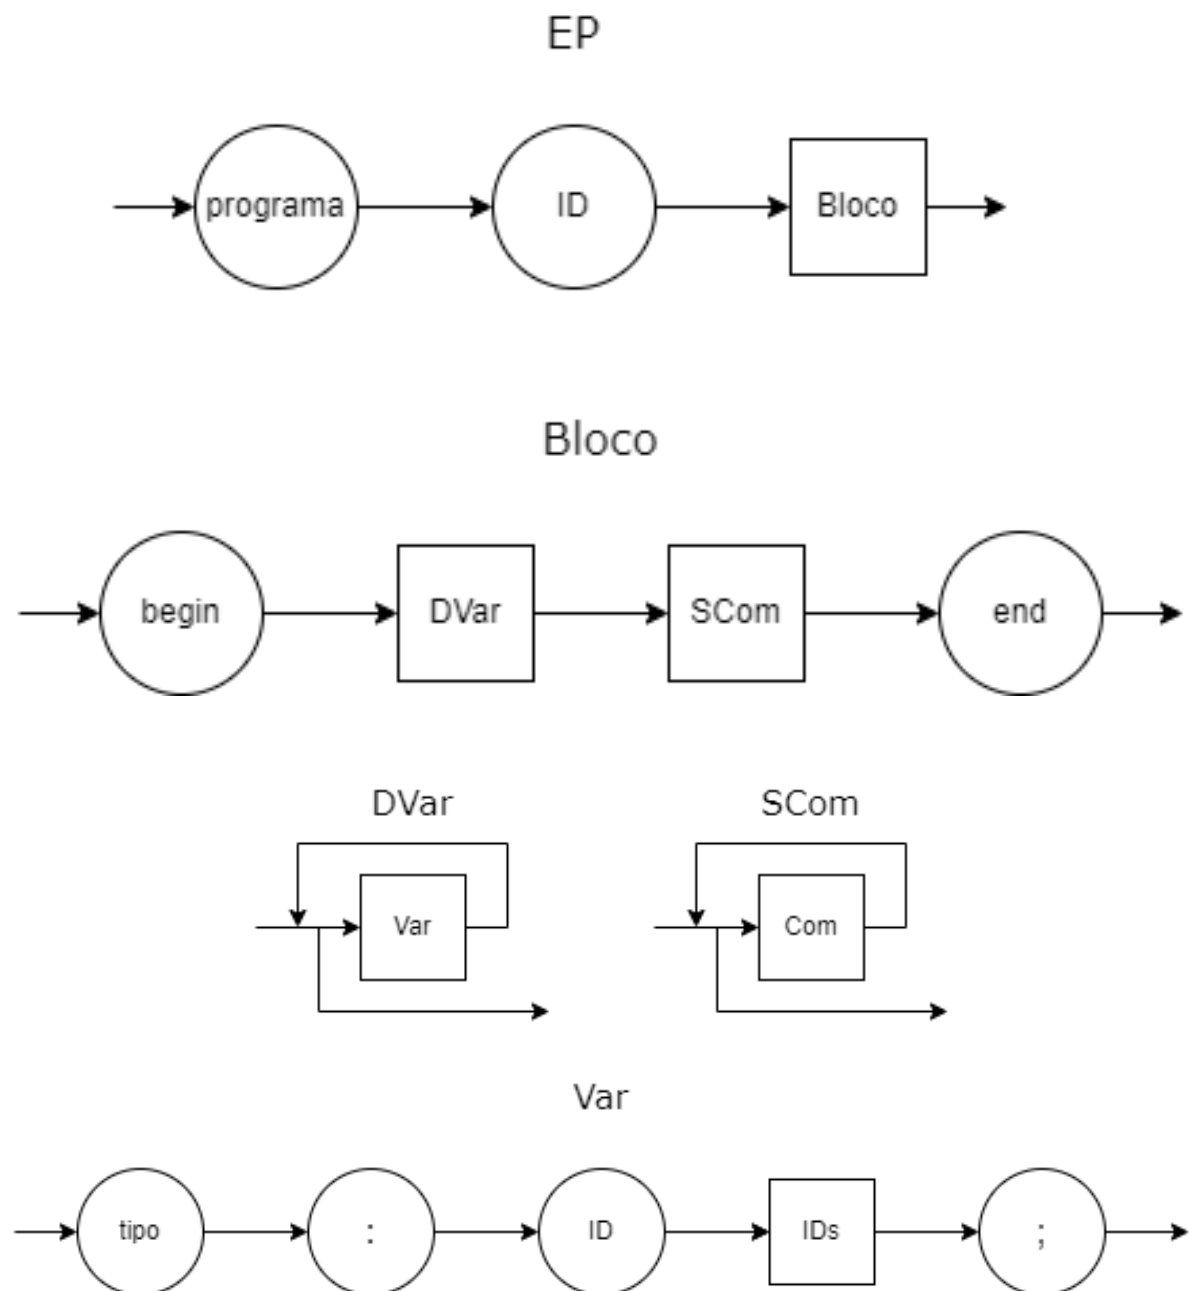 EP
programa ID Bloco
Bloco
begin DVar SCom end
DVar SCom
Var Com
Var
tipo : ID IDs ;